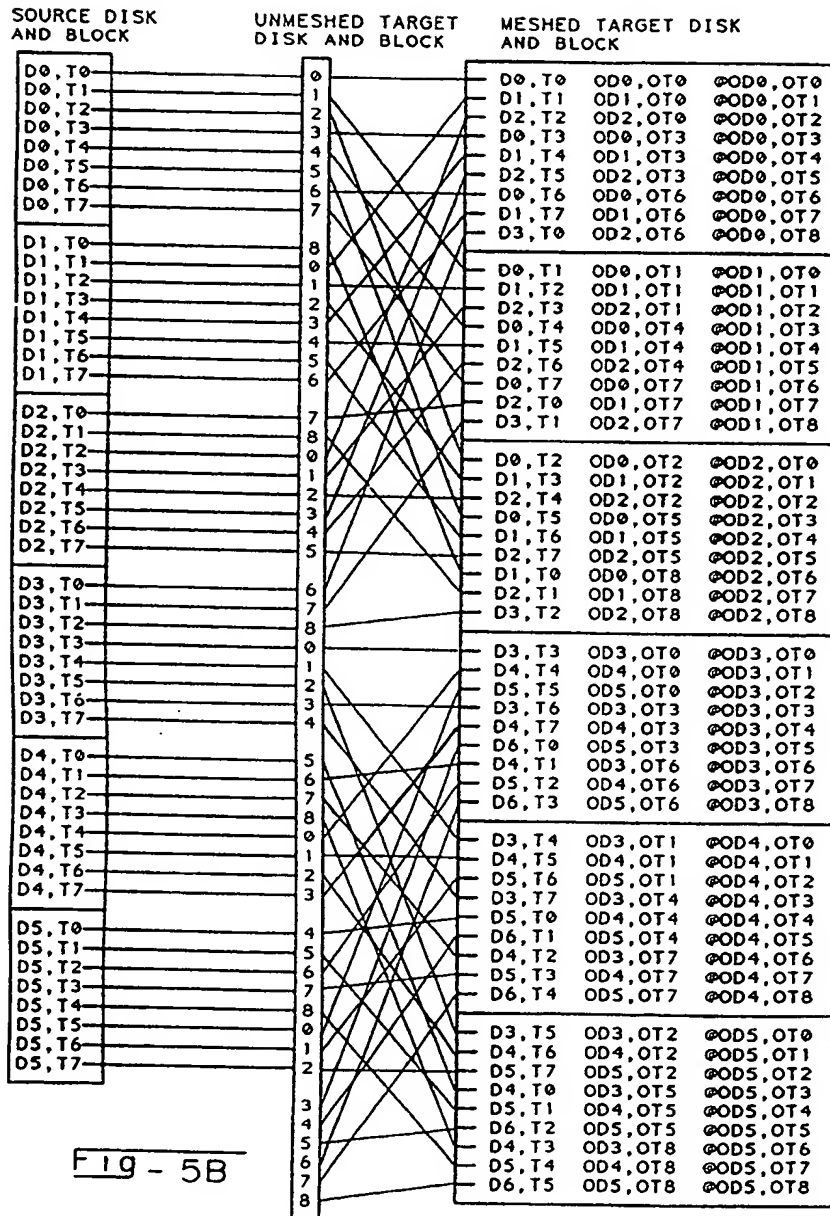 SOURCE DISK AND BLOCK
UNMESHED TARGET DISK AND BLOCK
MESHED TARGET DISK AND BLOCK
D0,T0
D0,T1
D0,T2
D0,T3
D0,T4
D0,T5
D0,T6
D0,T7
D1,T0
D1,T1
D1,T2
D1,T3
D1,T4
D1,T5
D1,T6
D1,T7
D2,T0
D2,T1
D2,T2
D2,T3
D2,T4
D2,T5
D2,T6
D2,T7
D3,T0
D3,T1
D3,T2
D3,T3
D3,T4
D3,T5
D3,T6
D3,T7
D4,T0
D4,T1
D4,T2
D4,T3
D4,T4
D4,T5
D4,T6
D4,T7
D5,T0
D5,T1
D5,T2
D5,T3
D5,T4
D5,T5
D5,T6
D5,T7
0
1
2
3
4
5
6
7
8
0
1
2
3
4
5
6
7
8
0
1
2
3
4
5
6
7
8
0
1
2
3
4
5
6
7
8
0
1
2
3
4
5
6
7
8
0
1
2
3
4
5
6
7
8
D0,T0 OD0,OT0 @OD0,OT0
D1,T1 OD1,OT0 @OD0,OT1
D2,T2 OD2,OT0 @OD0,OT2
D0,T3 OD0,OT3 @OD0,OT3
D1,T4 OD1,OT3 @OD0,OT4
D2,T5 OD2,OT3 @OD0,OT5
D0,T6 OD0,OT6 @OD0,OT6
D1,T7 OD1,OT6 @OD0,OT7
D3,T0 OD2,OT6 @OD0,OT8
D0,T1 OD0,OT1 @OD1,OT0
D1,T2 OD1,OT1 @OD1,OT1
D2,T3 OD2,OT1 @OD1,OT2
D0,T4 OD0,OT4 @OD1,OT3
D1,T5 OD1,OT4 @OD1,OT4
D2,T6 OD2,OT4 @OD1,OT5
D0,T7 OD0,OT7 @OD1,OT6
D2,T0 OD1,OT7 @OD1,OT7
D3,T1 OD2,OT7 @OD1,OT8
D0,T2 OD0,OT2 @OD2,OT0
D1,T3 OD1,OT2 @OD2,OT1
D2,T4 OD2,OT2 @OD2,OT2
D0,T5 OD0,OT5 @OD2,OT3
D1,T6 OD1,OT5 @OD2,OT4
D2,T7 OD2,OT5 @OD2,OT5
D1,T0 OD0,OT8 @OD2,OT6
D2,T1 OD1,OT8 @OD2,OT7
D3,T2 OD2,OT8 @OD2,OT8
D3,T3 OD3,OT0 @OD3,OT0
D4,T4 OD4,OT0 @OD3,OT1
D5,T5 OD5,OT0 @OD3,OT2
D3,T6 OD3,OT3 @OD3,OT3
D4,T7 OD4,OT3 @OD3,OT4
D6,T0 OD5,OT3 @OD3,OT5
D4,T1 OD3,OT6 @OD3,OT6
D5,T2 OD4,OT6 @OD3,OT7
D6,T3 OD5,OT6 @OD3,OT8
D3,T4 OD3,OT1 @OD4,OT0
D4,T5 OD4,OT1 @OD4,OT1
D5,T6 OD5,OT1 @OD4,OT2
D3,T7 OD3,OT4 @OD4,OT3
D5,T0 OD4,OT4 @OD4,OT4
D6,T1 OD5,OT4 @OD4,OT5
D4,T2 OD3,OT7 @OD4,OT6
D5,T3 OD4,OT7 @OD4,OT7
D6,T4 OD5,OT7 @OD4,OT8
D3,T5 OD3,OT2 @OD5,OT0
D4,T6 OD4,OT2 @OD5,OT1
D5,T7 OD5,OT2 @OD5,OT2
D4,T0 OD3,OT5 @OD5,OT3
D5,T1 OD4,OT5 @OD5,OT4
D6,T2 OD5,OT5 @OD5,OT5
D4,T3 OD3,OT8 @OD5,OT6
D5,T4 OD4,OT8 @OD5,OT7
D6,T5 OD5,OT8 @OD5,OT8
Fig - 5B